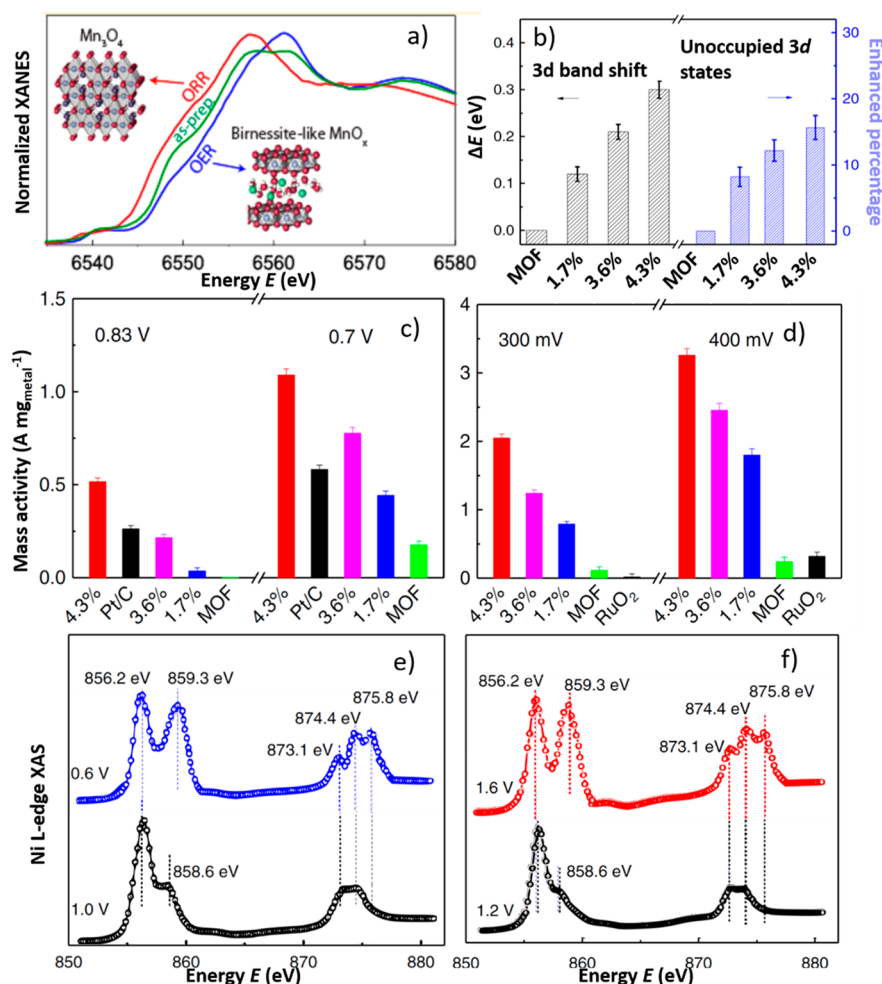 a)
Mn3O4
ORR
as-prep
OER
Birnessite-like MnOx
Normalized XANES
6540 6550 6560 6570 6580
Energy E (eV)
b)
3d band shift
Unoccupied 3d
states
ΔE (eV)
0.4
0.3
0.2
0.1
0.0
Enhanced percentage
30
20
10
0
MOF 1.7% 3.6% 4.3% MOF 1.7% 3.6% 4.3%
c)
0.83 V 0.7 V
Mass activity (A mgmetal⁻¹)
1.5
1.0
0.5
0.0
4.3% Pt/C 3.6% 1.7% MOF 4.3% Pt/C 3.6% 1.7% MOF
d)
300 mV 400 mV
4
3
2
1
0
4.3% 3.6% 1.7% MOF RuO2 4.3% 3.6% 1.7% MOF RuO2
e)
856.2 eV 859.3 eV
875.8 eV
874.4 eV
873.1 eV
0.6 V
858.6 eV
1.0 V
Ni L-edge XAS
850 860 870 880
Energy E (eV)
f)
856.2 eV 859.3 eV
875.8 eV
874.4 eV
873.1 eV
1.6 V
858.6 eV
1.2 V
850 860 870 880
Energy E (eV)